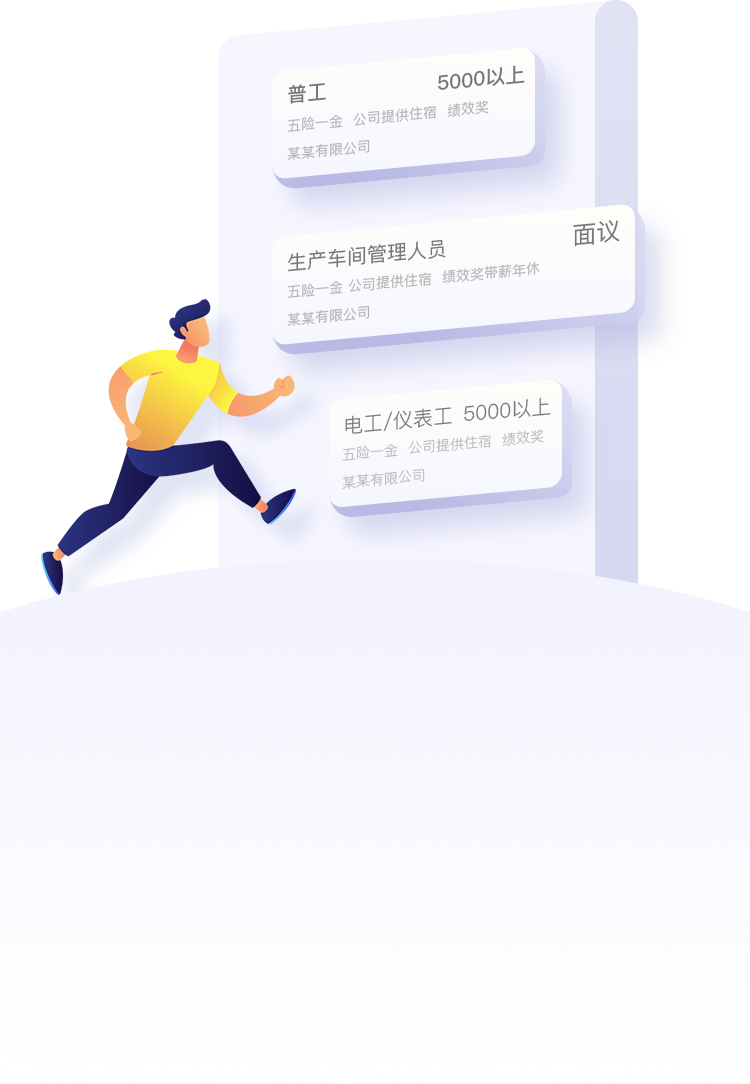 普工 5000以上
五险一金 公司提供住宿 绩效奖
某某有限公司
生产车间管理人员 面议
五险一金 公司提供住宿 绩效奖带薪年休
某某有限公司
电工/仪表工 5000以上
五险一金 公司提供住宿 绩效奖
某某有限公司